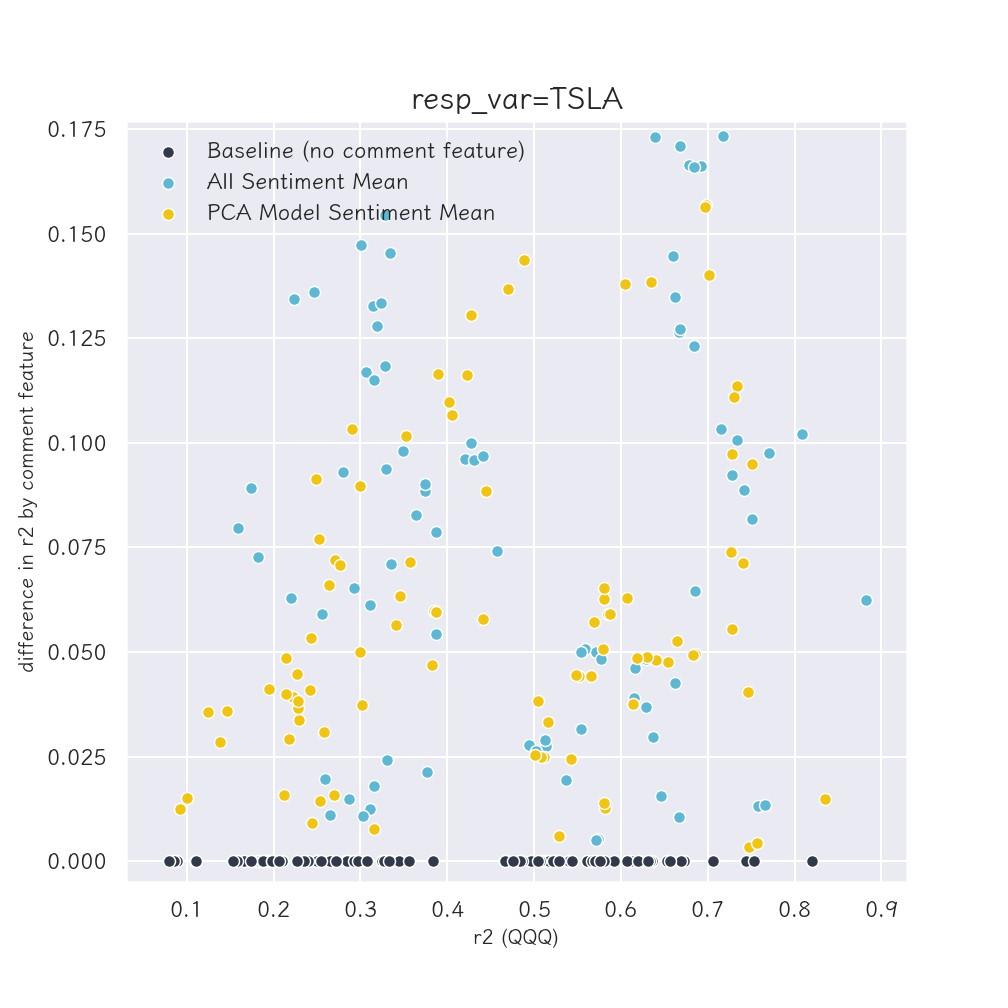 resp_var=TSLA
Baseline (no comment feature)
All Sentiment Mean
PCA Model Sentiment Mean
difference in r2 by comment feature
0.175
0.150
0.125
0.100
0.075
0.050
0.025
0.000
0.1 0.2 0.3 0.4 0.5 0.6 0.7 0.8 0.9
r2 (QQQ)